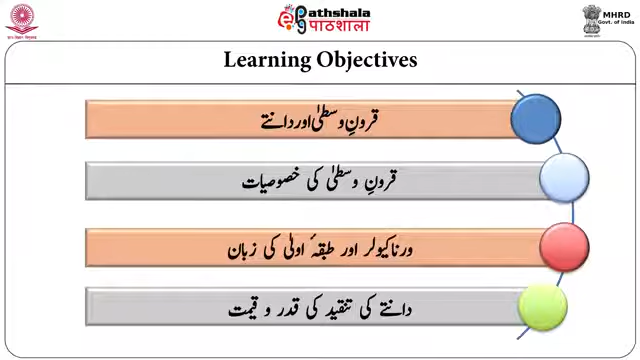 ePathshala
पाठशाला
MHRD
Govt. of India
Learning Objectives
قرونِ وسطیٰ اور دانتے
قرونِ وسطیٰ کی خصوصیات
ورناکیولر اور طبقۂ اولیٰ کی زبان
دانتے کی تنقید کی قدر و قیمت